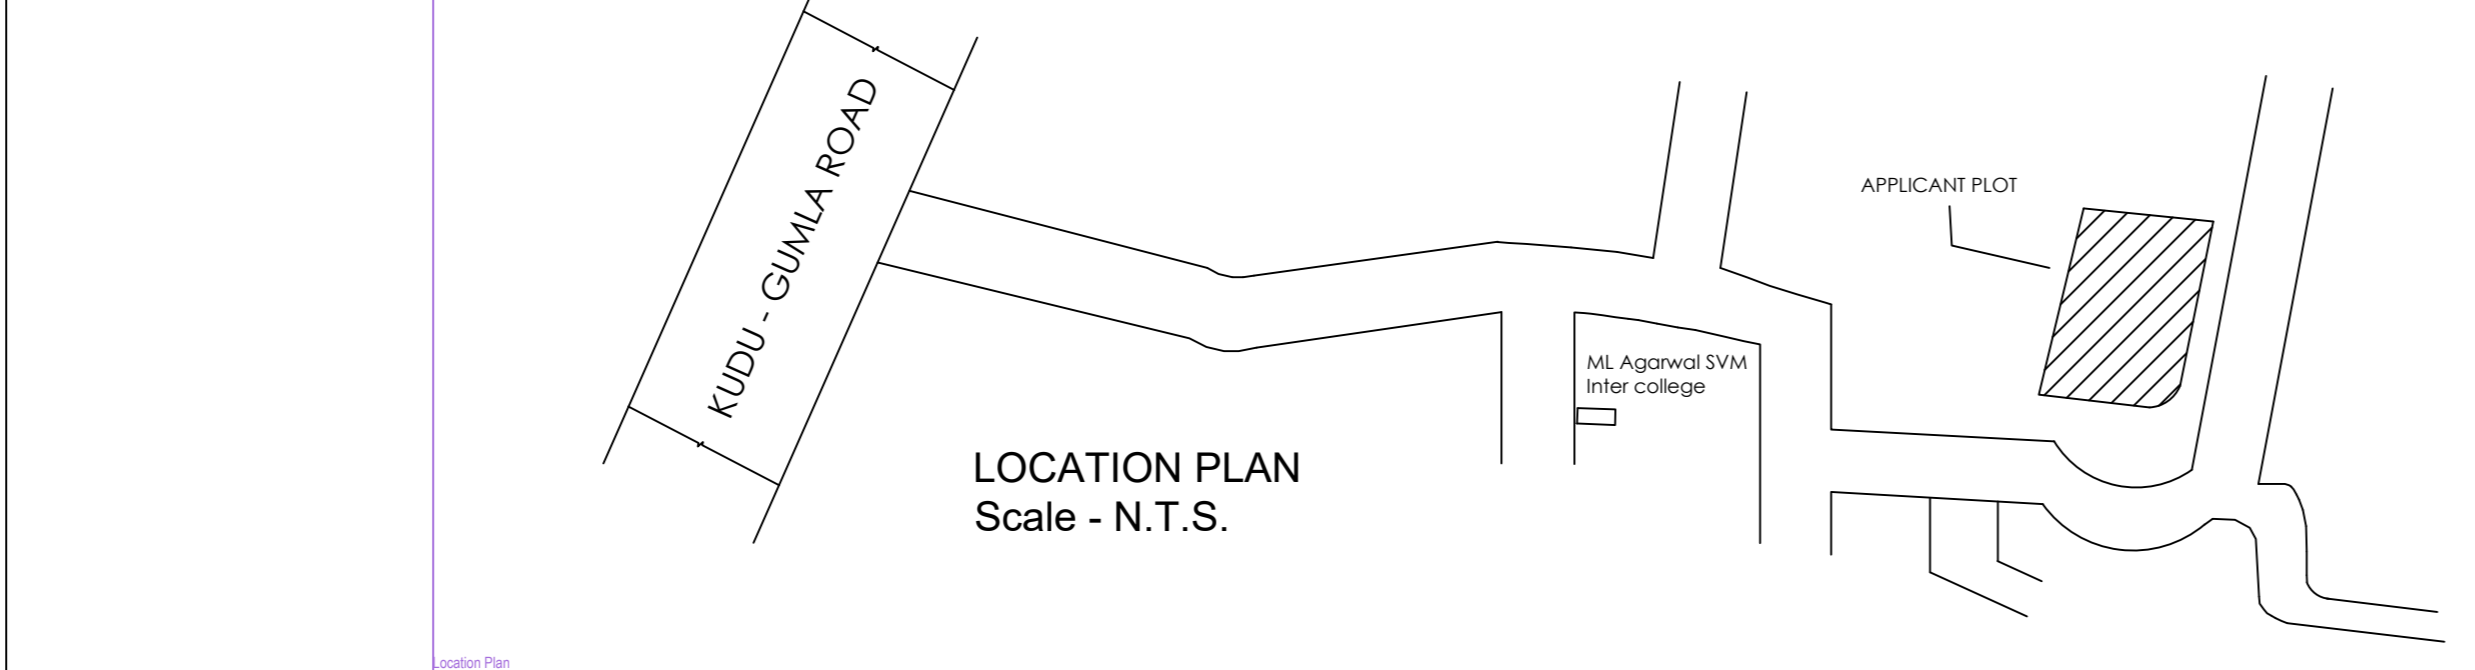 KUDU - GUMLA ROAD
APPLICANT PLOT
ML Agarwal SVM
Inter college
LOCATION PLAN
Scale - N.T.S.
Location Plan